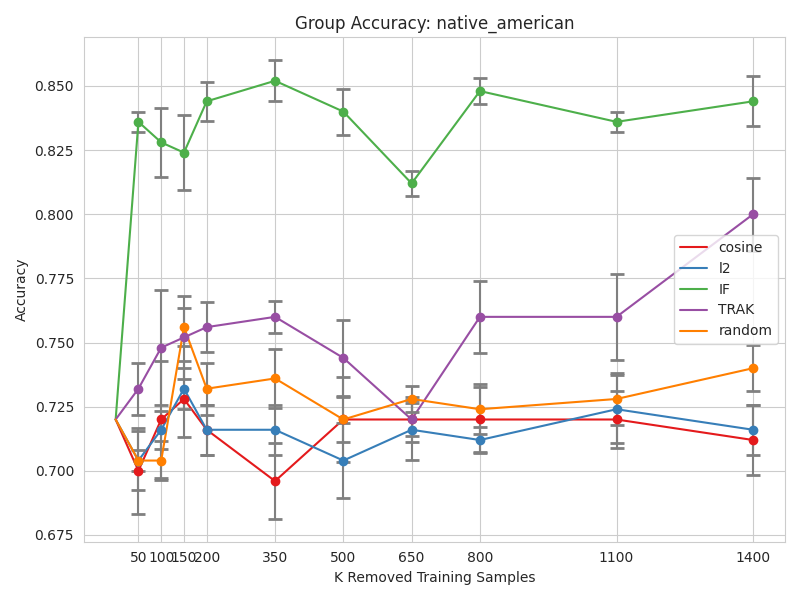 Group Accuracy: native_american
Accuracy
0.850
0.825
0.800
0.775
0.750
0.725
0.700
0.675
cosine
l2
IF
TRAK
random
50 100 150 200 350 500 650 800 1100 1400
K Removed Training Samples